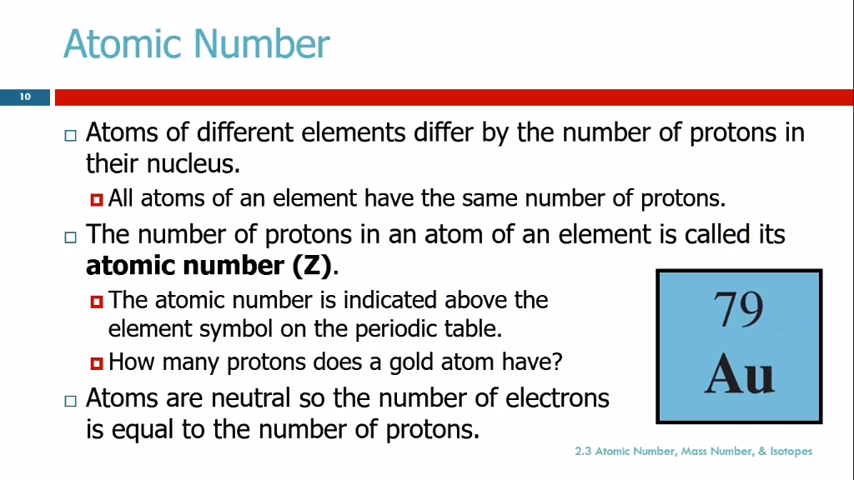 Atomic Number
10
Atoms of different elements differ by the number of protons in
their nucleus.
All atoms of an element have the same number of protons.
The number of protons in an atom of an element is called its
atomic number (Z).
The atomic number is indicated above the
element symbol on the periodic table.
How many protons does a gold atom have?
79
Au
Atoms are neutral so the number of electrons
is equal to the number of protons.
2.3 Atomic Number, Mass Number, & Isotopes